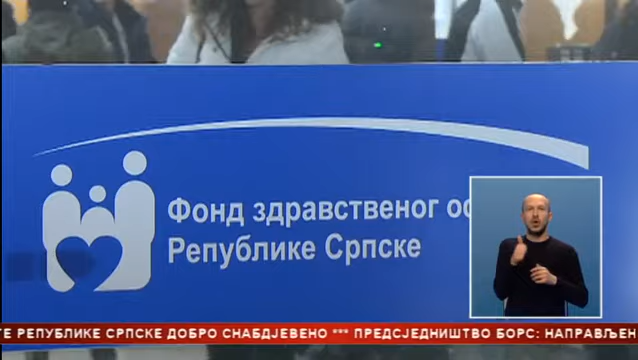 Фонд здравственог
Републике Српске
РЕПУБЛИКЕ СРПСКЕ ДОБРО СНАБДЈЕВЕНО *** ПРЕДСЈЕДНИШТВО БОРС: НАПРАВЉЕН